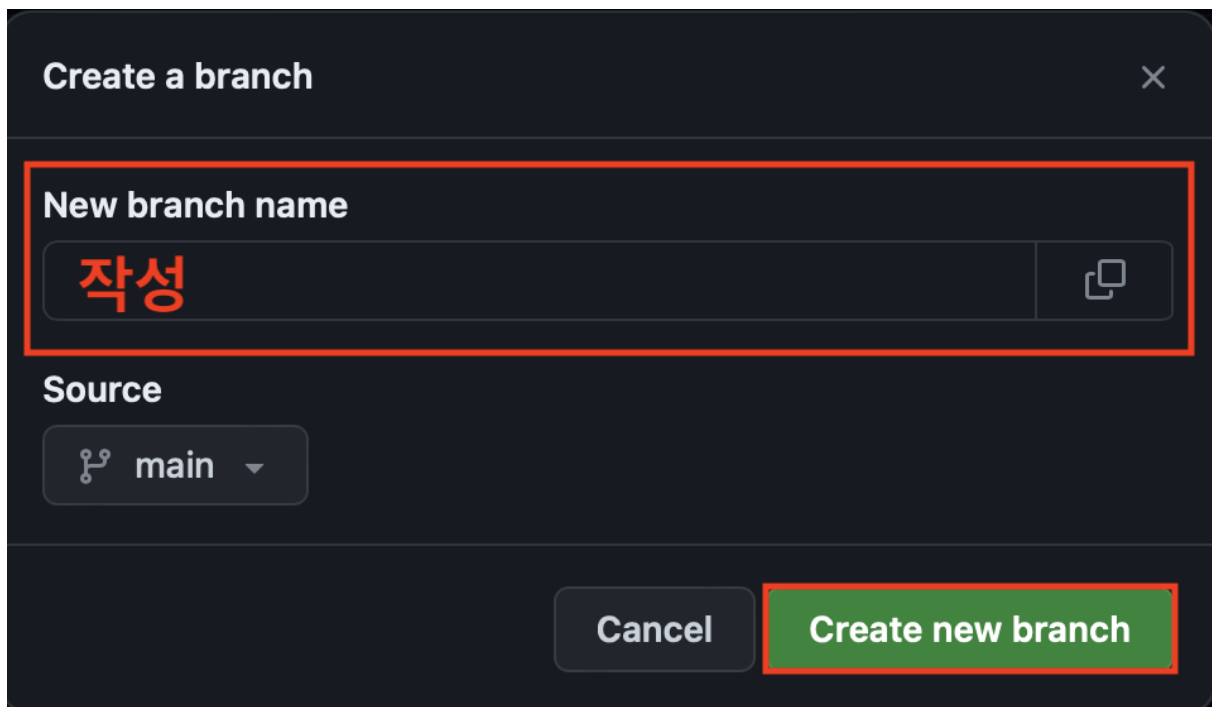 Create a branch
New branch name
작성
Source
main
Cancel
Create new branch